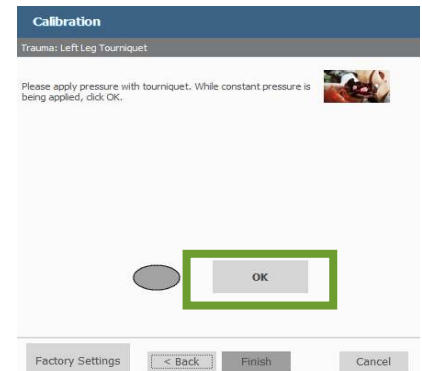 Calibration
Trauma: Left Leg Tourniquet
Please apply pressure with tourniquet. While constant pressure is
being applied, click OK.
OK
Factory Settings
< Back
Finish
Cancel